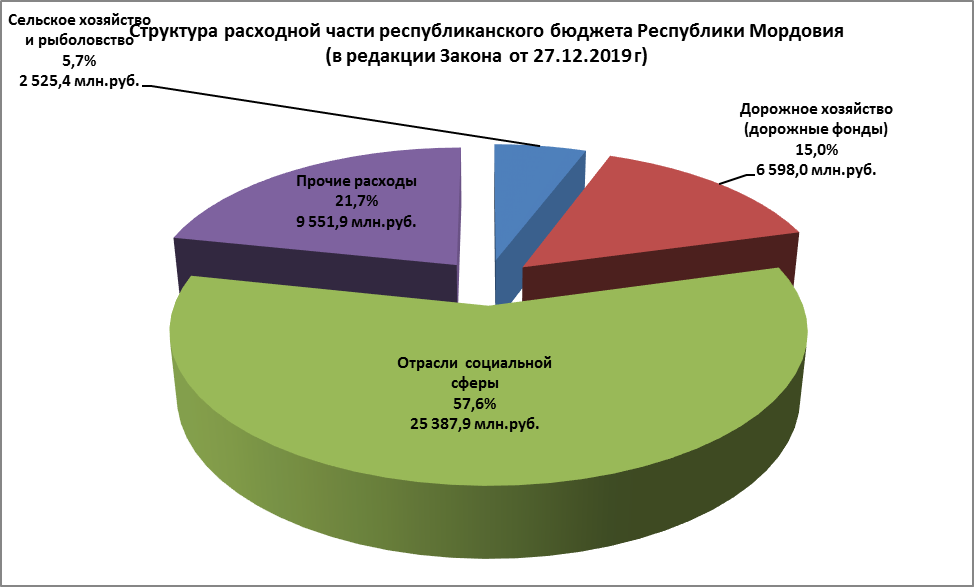 Структура расходной части республиканского бюджета Республики Мордовия
(в редакции Закона от 27.12.2019 г)
Сельское хозяйство
и рыболовство
5,7%
2 525,4 млн.руб.
Дорожное хозяйство
(дорожные фонды)
15,0%
6 598,0 млн.руб.
Прочие расходы
21,7%
9 551,9 млн.руб.
Отрасли социальной
сферы
57,6%
25 387,9 млн.руб.